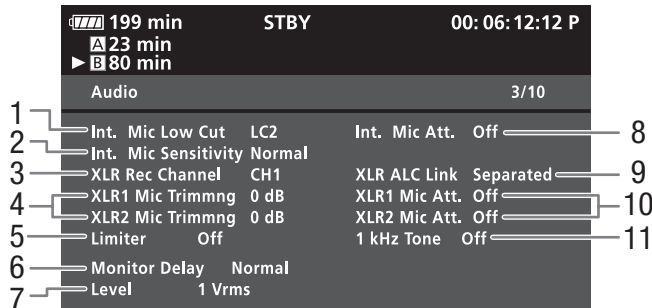 199 min STBY 00:06:12:12 P
A 23 min
B 80 min
Audio 3/10
1 Int. Mic Low Cut LC2 Int. Mic Att. Off 8
2 Int. Mic Sensitivity Normal
3 XLR Rec Channel CH1 XLR ALC Link Separated 9
4 XLR1 Mic Trimmng 0 dB XLR1 Mic Att. Off 10
XLR2 Mic Trimmng 0 dB XLR2 Mic Att. Off
5 Limiter Off 1 kHz Tone Off 11
6 Monitor Delay Normal
7 Level 1 Vrms